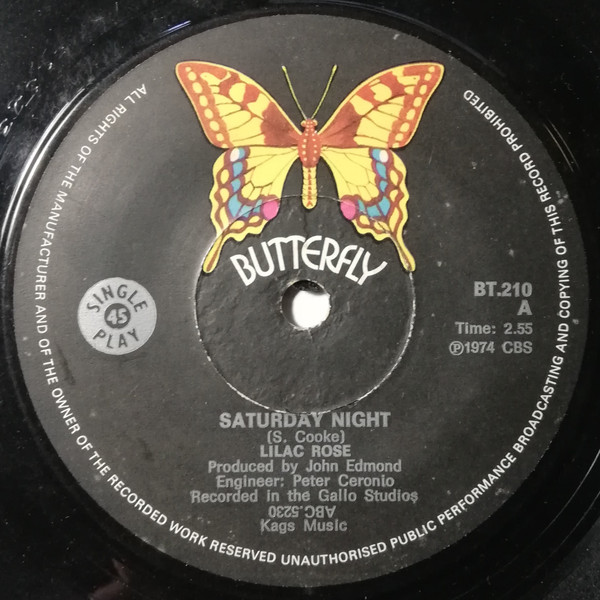 BUTTERFLY
SINGLE
45
PLAY
BT.210
A
Time: 2.55
℗1974 CBS
SATURDAY NIGHT
(S. Cooke)
LILAC ROSE
Produced by John Edmond
Engineer: Peter Ceronio
Recorded in the Gallo Studios
ABC.5230
Kags Music
ALL RIGHTS OF THE MANUFACTURER AND OF THE OWNER OF THE RECORDED WORK RESERVED UNAUTHORISED PUBLIC PERFORMANCE BROADCASTING AND COPYING OF THIS RECORD PROHIBITED